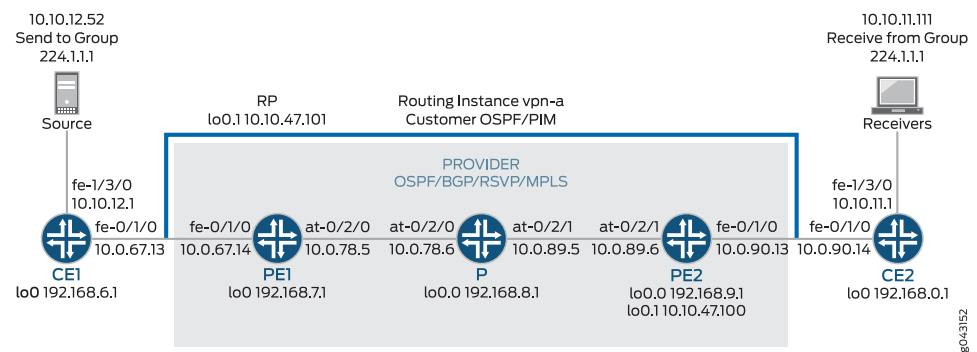 10.10.12.52
Send to Group
224.1.1.1
Source
10.10.11.111
Receive from Group
224.1.1.1
Receivers
RP
lo0.1 10.10.47.101
Routing Instance vpn-a
Customer OSPF/PIM
PROVIDER
OSPF/BGP/RSVP/MPLS
fe-1/3/0
10.10.12.1
fe-1/3/0
10.10.11.1
fe-0/1/0
10.0.67.13
fe-0/1/0
10.0.67.14
at-0/2/0
10.0.78.5
at-0/2/0
10.0.78.6
at-0/2/1
10.0.89.5
at-0/2/1
10.0.89.6
fe-0/1/0
10.0.90.13
fe-0/1/0
10.0.90.14
CE1
lo0 192.168.6.1
PE1
lo0 192.168.7.1
P
lo0.0 192.168.8.1
PE2
lo0.0 192.168.9.1
lo0.1 10.10.47.100
CE2
lo0 192.168.0.1
g043152